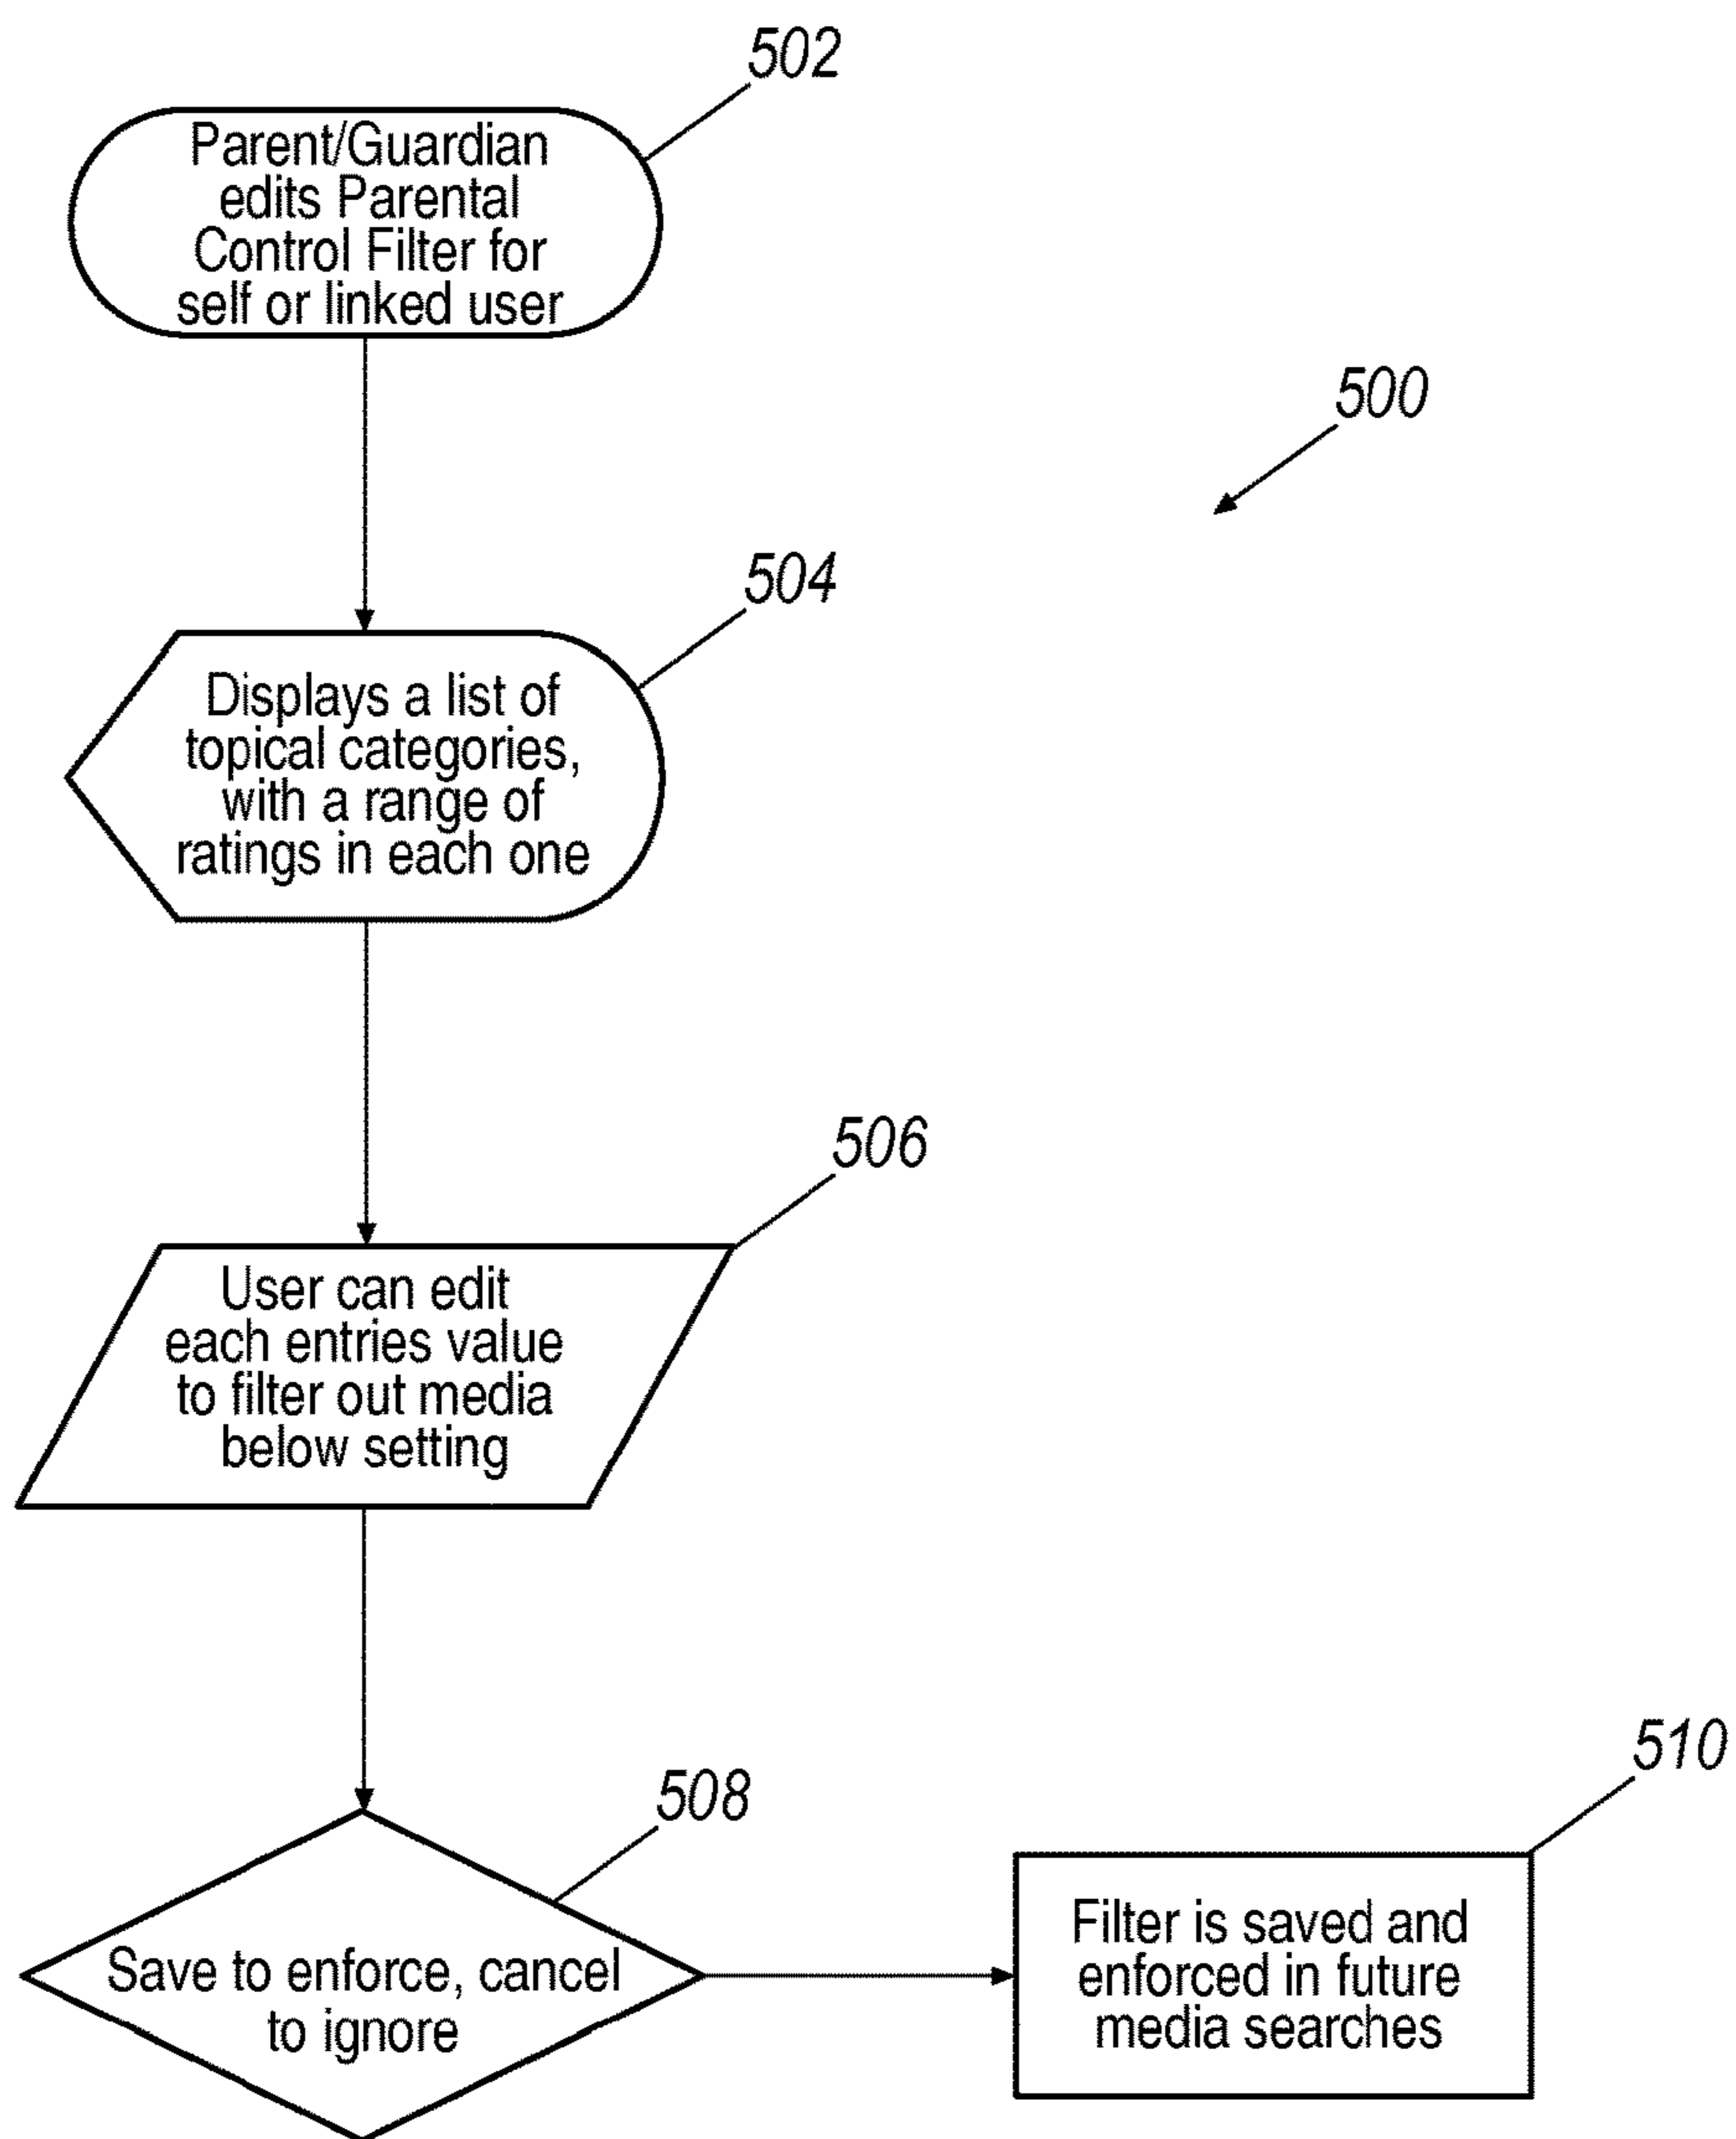 502
Parent/Guardian
edits Parental
Control Filter for
self or linked user
500
504
Displays a list of
topical categories,
with a range of
ratings in each one
506
User can edit
each entries value
to filter out media
below setting
508
Save to enforce, cancel
to ignore
510
Filter is saved and
enforced in future
media searches